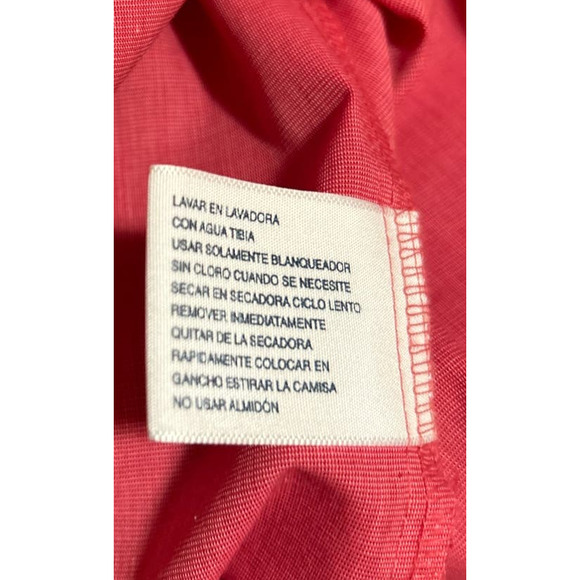 LAVAR EN LAVADORA
CON AGUA TIBIA
USAR SOLAMENTE BLANQUEADOR
SIN CLORO CUANDO SE NECESITE
SECAR EN SECADORA CICLO LENTO
REMOVER INMEDIATAMENTE
QUITAR DE LA SECADORA
RAPIDAMENTE COLOCAR EN
GANCHO ESTIRAR LA CAMISA
NO USAR ALMIDÓN